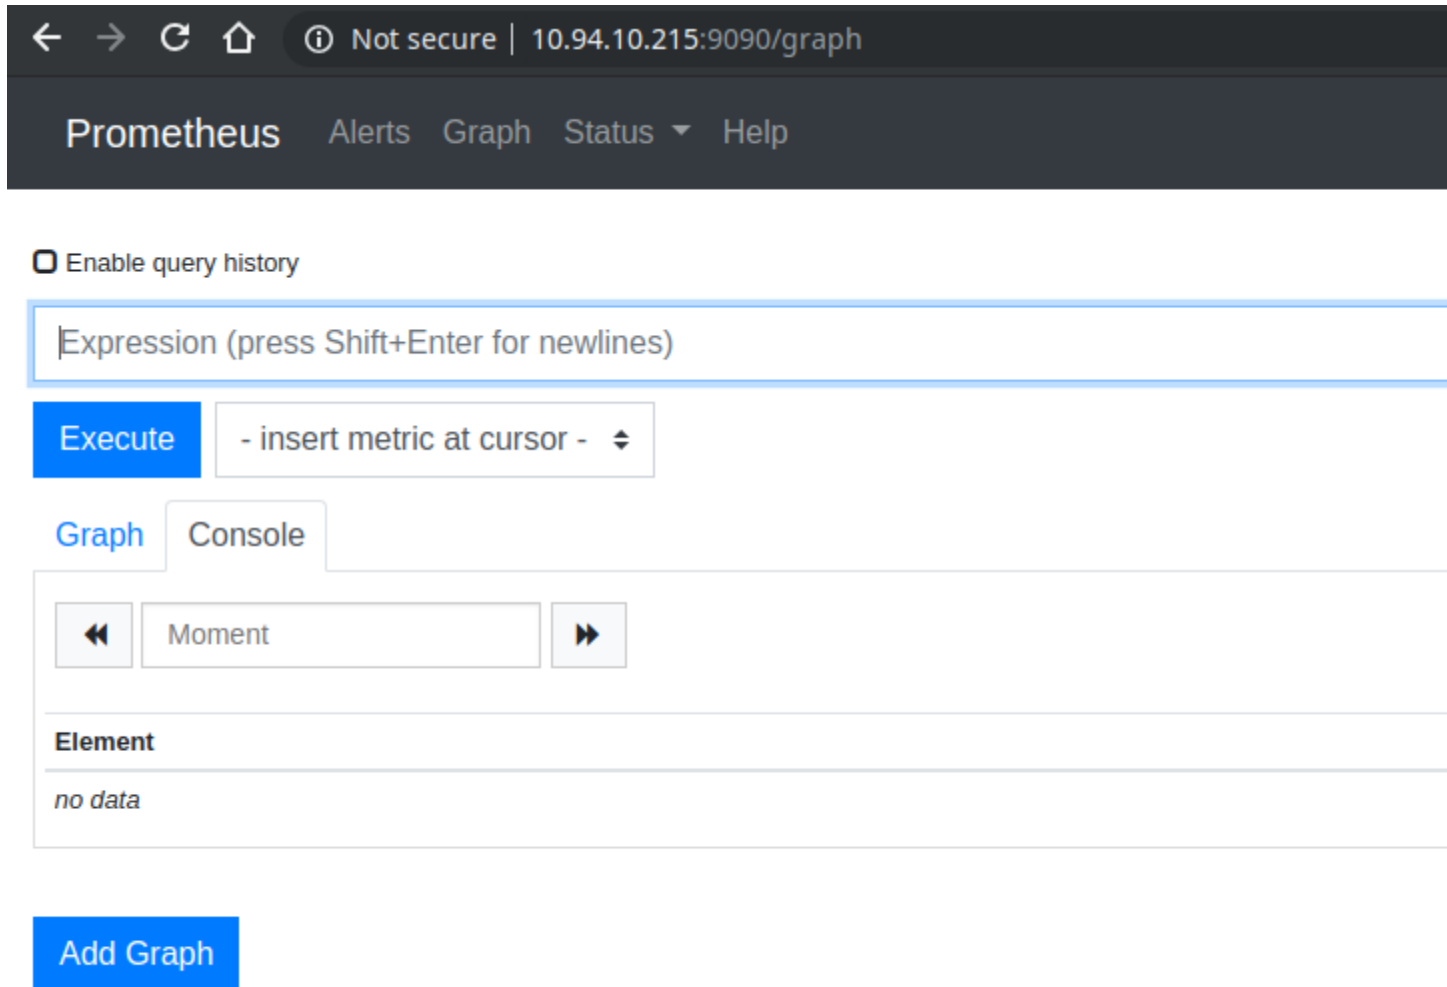 Not secure | 10.94.10.215:9090/graph
Prometheus Alerts Graph Status Help
Enable query history
Expression (press Shift+Enter for newlines)
Execute - insert metric at cursor -
Graph Console
Moment
Element
no data
Add Graph